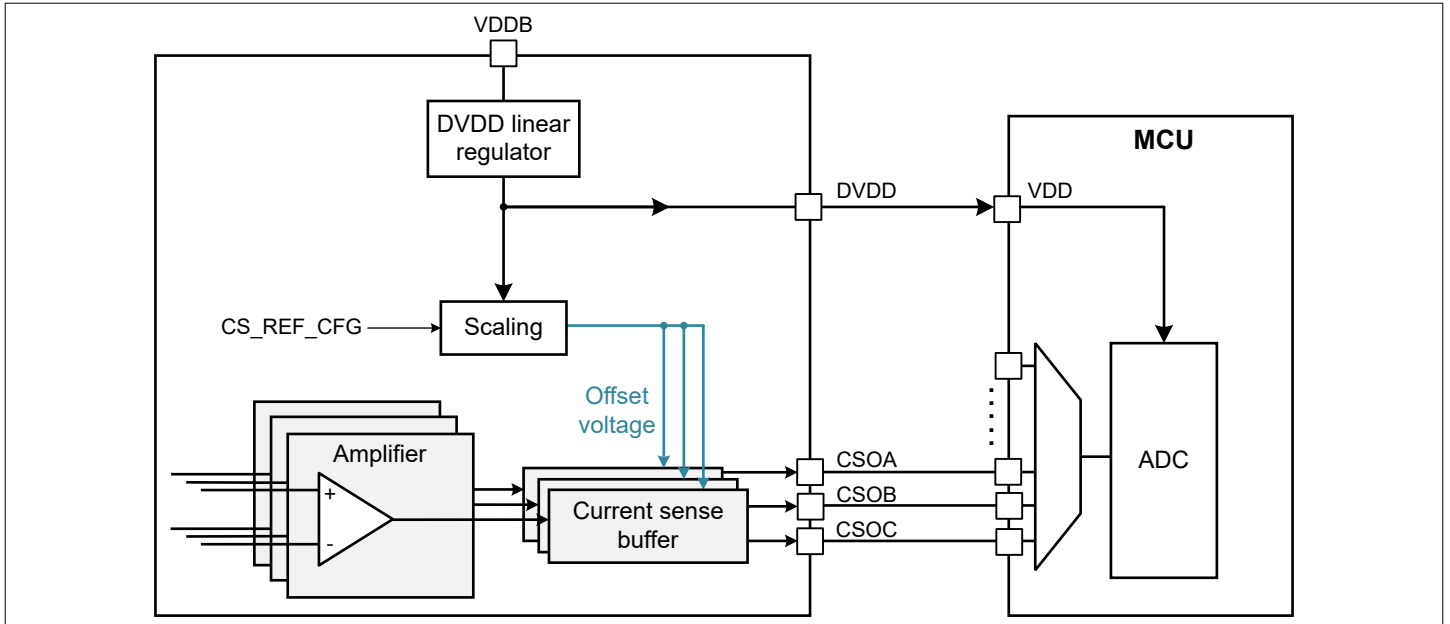 VDDB
DVDD linear
regulator
MCU
DVDD
VDD
CS_REF_CFG
Scaling
Offset
voltage
Amplifier
+
-
CSOA
CSOB
CSOC
Current sense
buffer
ADC